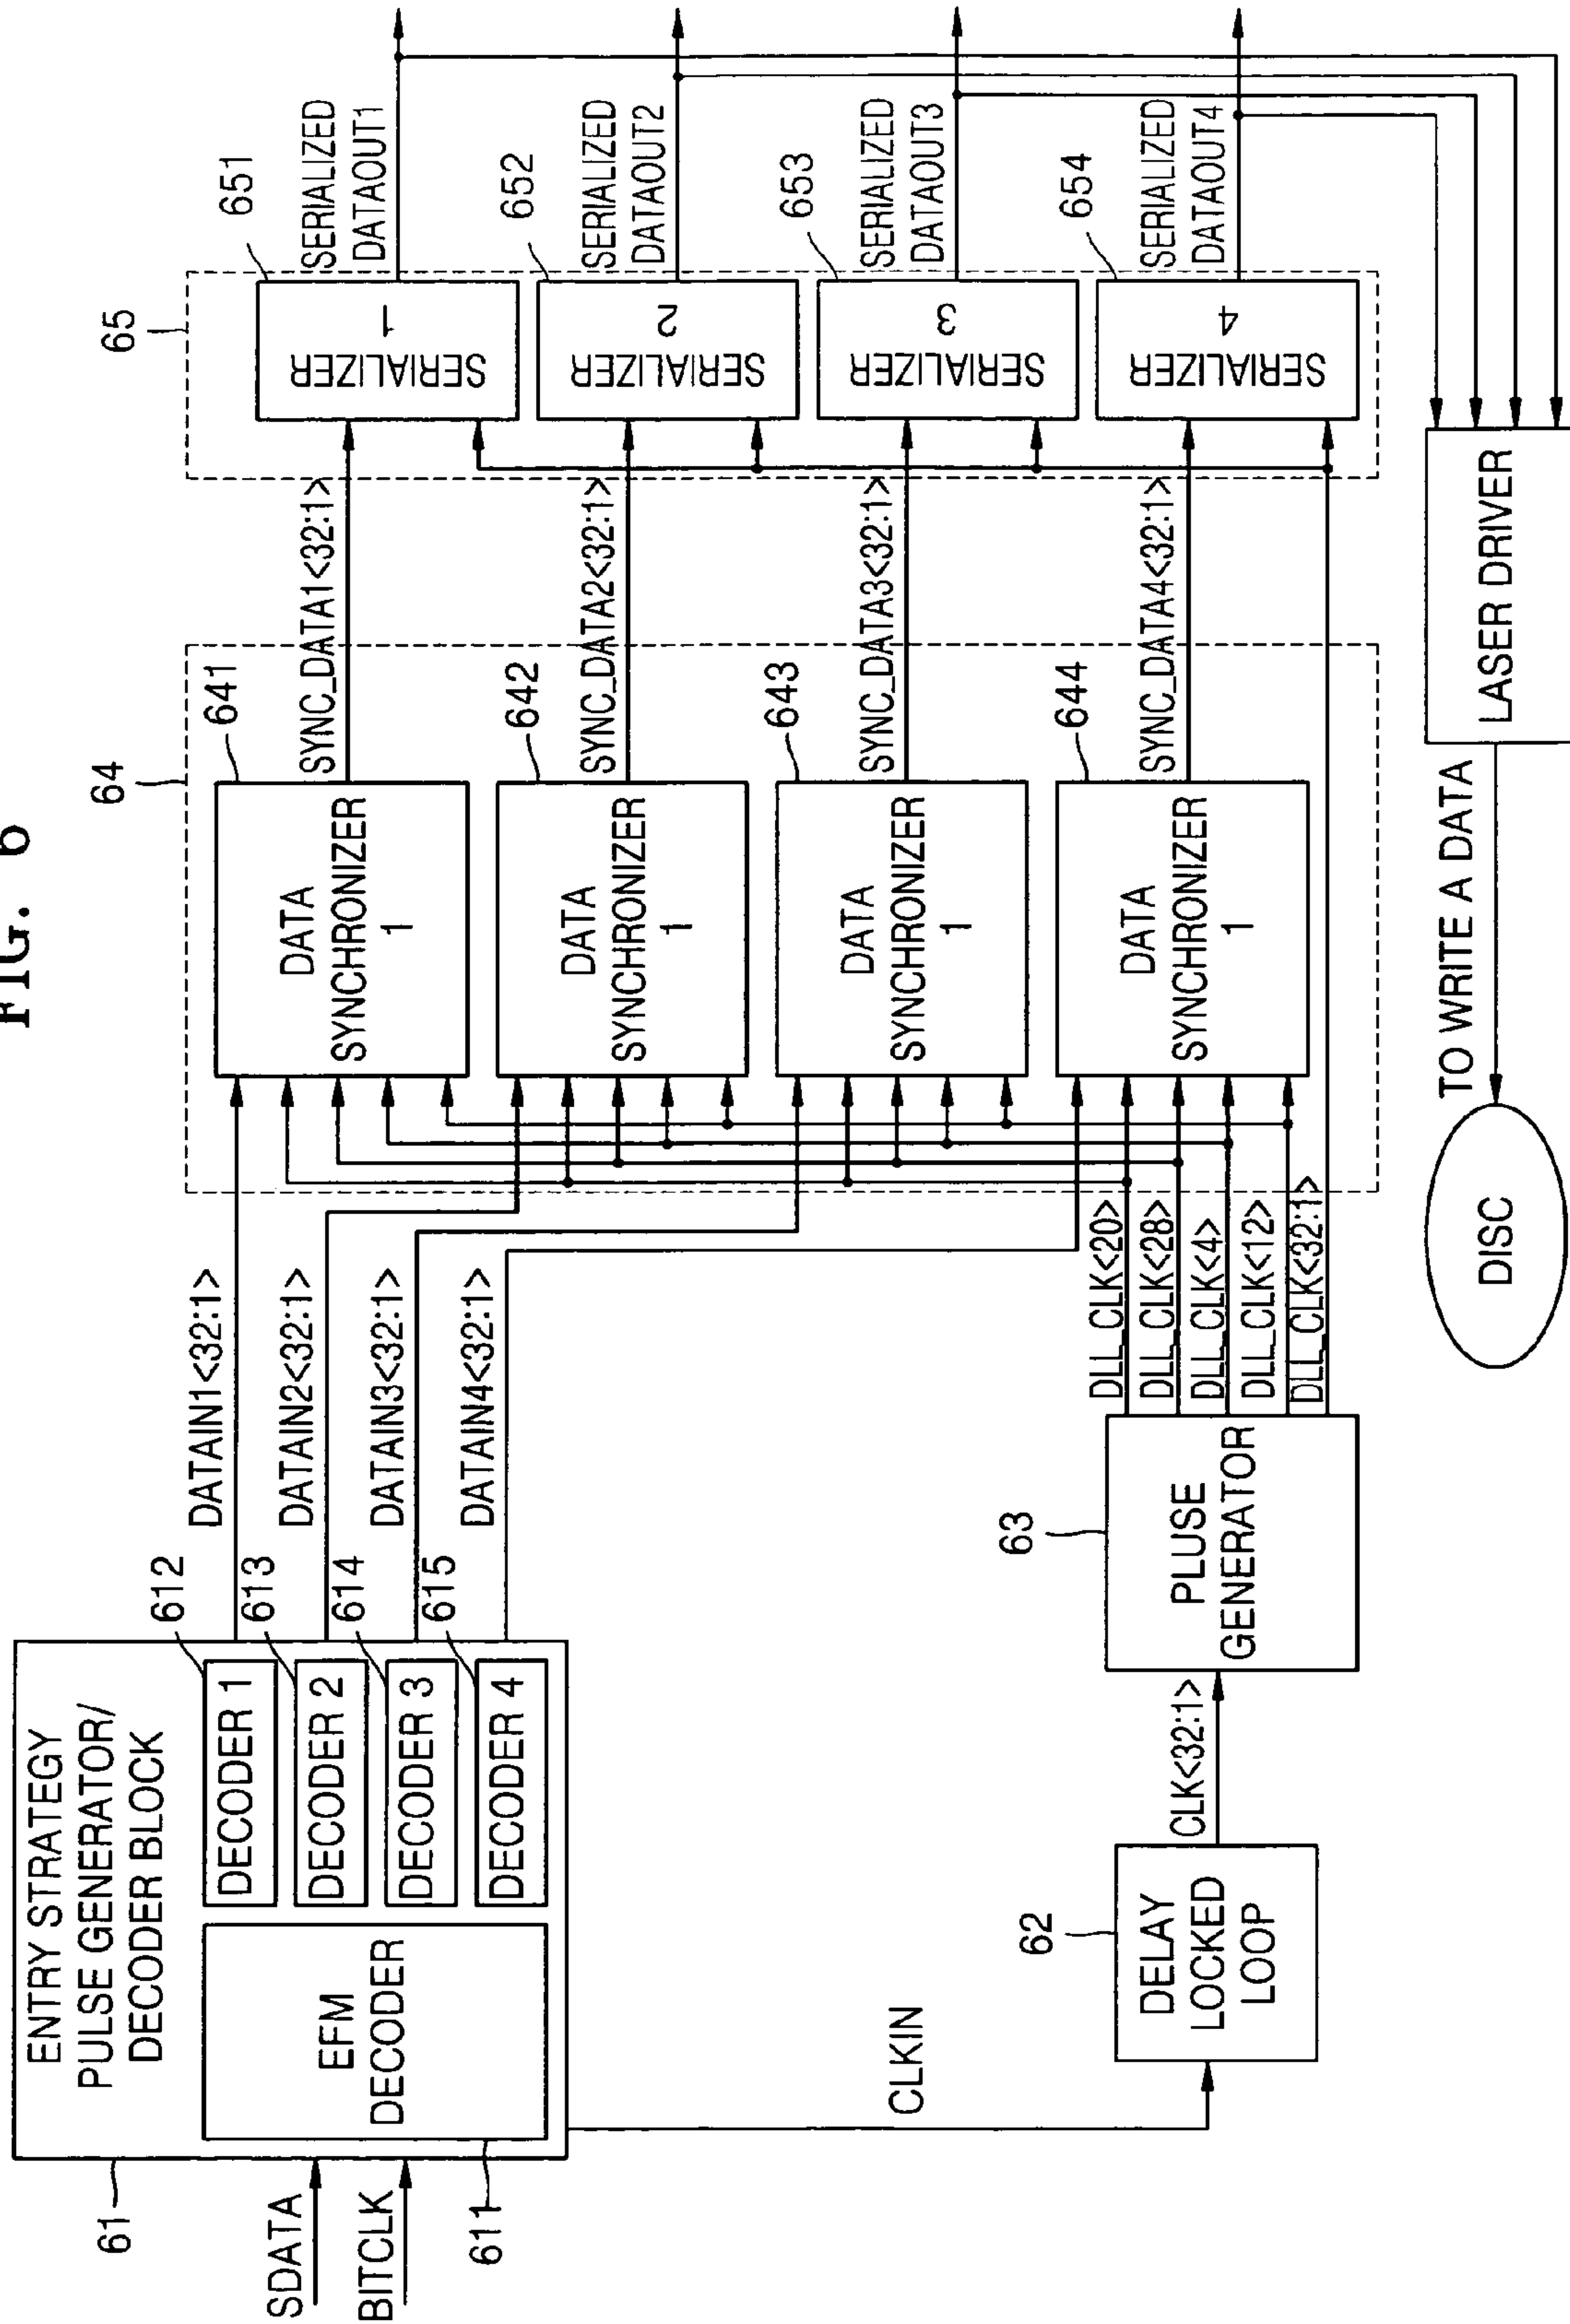 FIG. 6
ENTRY STRATEGY
PULSE GENERATOR/
DECODER BLOCK
61
SDATA
BITCLK
611
EFM
DECODER
DECODER 1
DECODER 2
DECODER 3
DECODER 4
612
613
614
615
DATAIN1<32:1>
DATAIN2<32:1>
DATAIN3<32:1>
DATAIN4<32:1>
CLKIN
62
DELAY
LOCKED
LOOP
CLK<32:1>
63
PLUSE
GENERATOR
DLL_CLK<20>
DLL_CLK<28>
DLL_CLK<4>
DLL_CLK<12>
DLL_CLK<32:1>
64
641
DATA
SYNCHRONIZER
1
642
DATA
SYNCHRONIZER
1
643
DATA
SYNCHRONIZER
1
644
DATA
SYNCHRONIZER
1
SYNC_DATA1<32:1>
SYNC_DATA2<32:1>
SYNC_DATA3<32:1>
SYNC_DATA4<32:1>
65
651
SERIALIZER
1
652
SERIALIZER
2
653
SERIALIZER
3
654
SERIALIZER
4
SERIALIZED
DATAOUT1
SERIALIZED
DATAOUT2
SERIALIZED
DATAOUT3
SERIALIZED
DATAOUT4
LASER DRIVER
TO WRITE A DATA
DISC